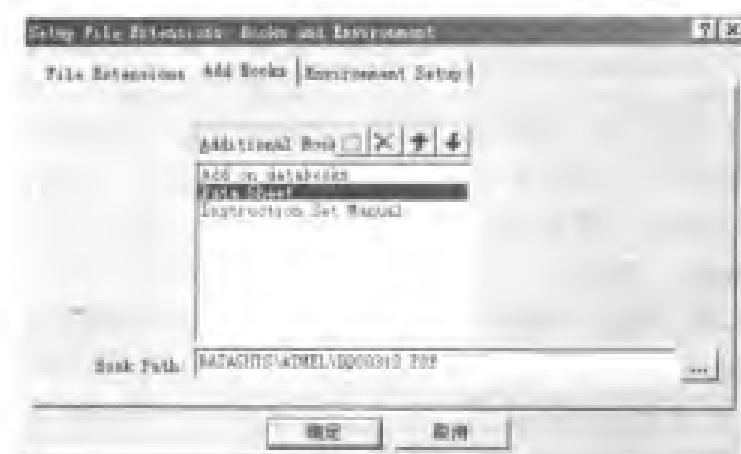 Setup File Extensions, Books and Environment
File Extensions Add Books Environment Setup
Additional Book
Add on databooks
Data Sheet
Instruction Set Manual
Book Path:
...
确定 取消